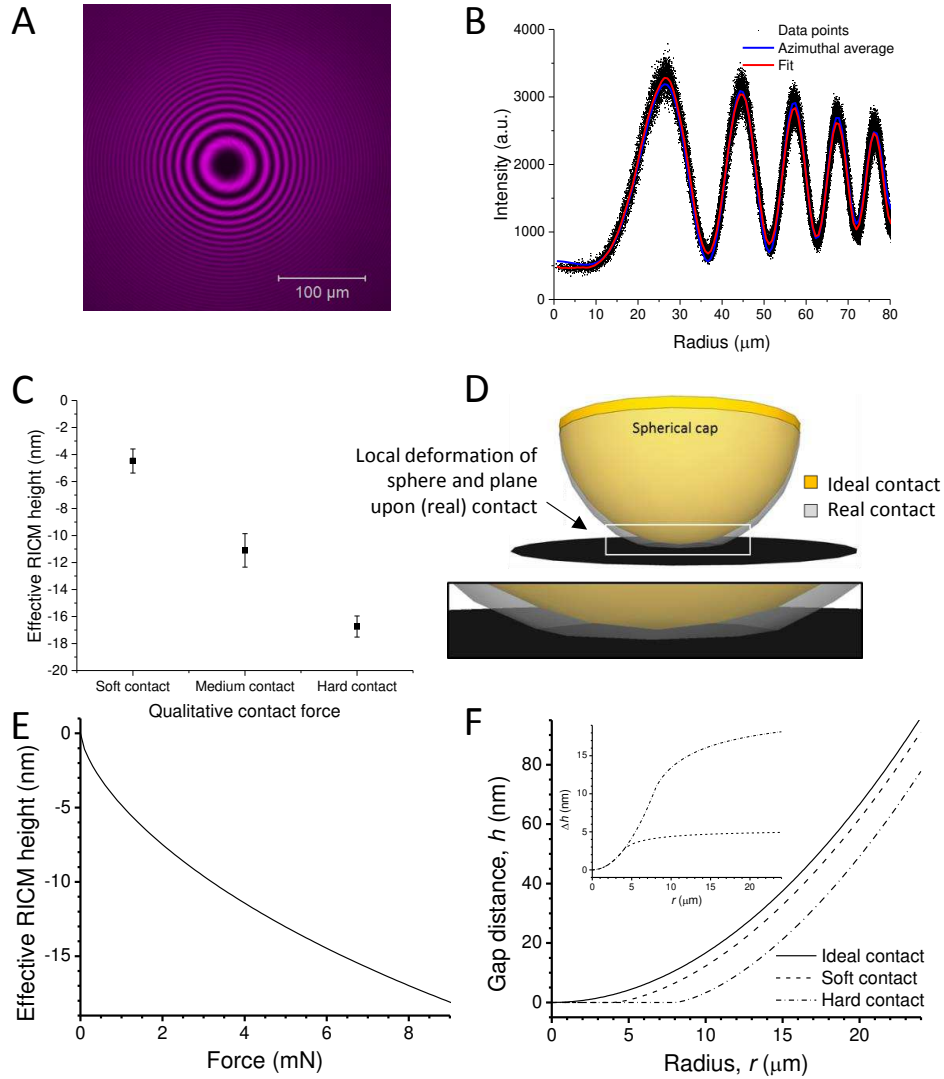 A
100 µm
B
Data points
Azimuthal average
Fit
4000
3000
2000
1000
0
Intensity (a.u.)
0 10 20 30 40 50 60 70 80
Radius (µm)
C
0
-2
-4
-6
-8
-10
-12
-14
-16
-18
-20
Effective RICM height (nm)
Soft contact Medium contact Hard contact
Qualitative contact force
D
Spherical cap
Local deformation of
sphere and plane
upon (real) contact
Ideal contact
Real contact
E
0
-5
-10
-15
Effective RICM height (nm)
0 2 4 6 8
Force (mN)
F
80
60
40
20
0
Gap distance, h (nm)
15
10
5
0
Δh (nm)
0 5 10 15 20
r (µm)
Ideal contact
Soft contact
Hard contact
0 5 10 15 20
Radius, r (µm)